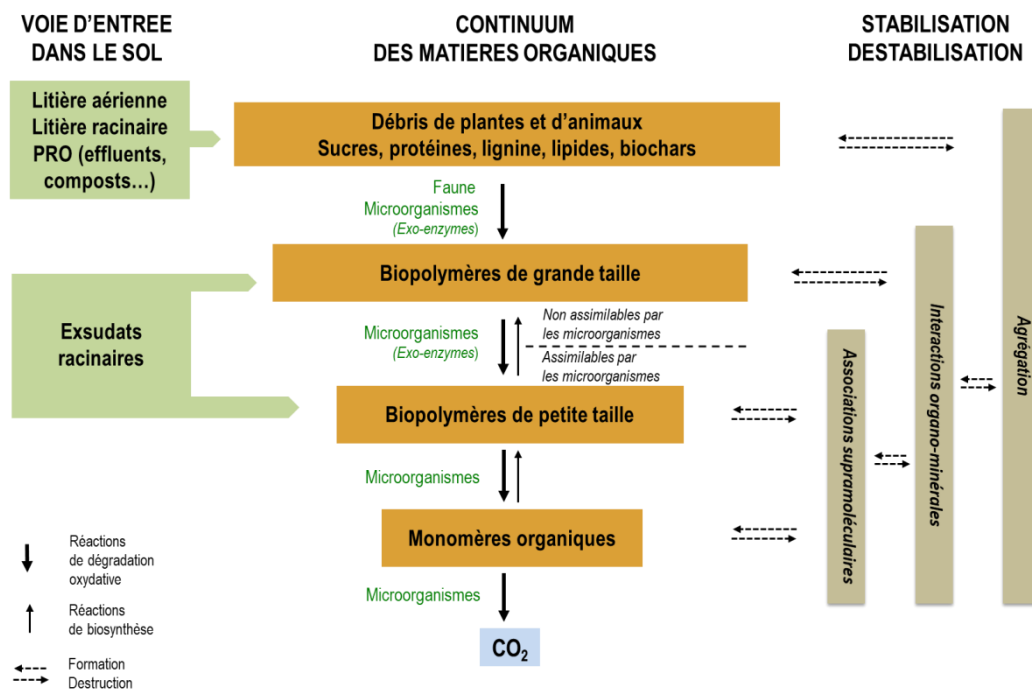 VOIE D'ENTREE
DANS LE SOL
CONTINUUM
DES MATIERES ORGANIQUES
STABILISATION
DESTABILISATION
Litière aérienne
Litière racinaire
PRO (effluents,
composts…)
Débris de plantes et d'animaux
Sucres, protéines, lignine, lipides, biochars
Faune
Microorganismes
(Exo-enzymes)
Biopolymères de grande taille
Exsudats
racinaires
Microorganismes
(Exo-enzymes)
Non assimilables par
les microorganismes
Assimilables par
les microorganismes
Biopolymères de petite taille
Microorganismes
Monomères organiques
Microorganismes
CO₂
Associations supramoléculaires
Interactions organo-minérales
Agrégation
Réactions
de dégradation
oxydative
Réactions
de biosynthèse
Formation
Destruction